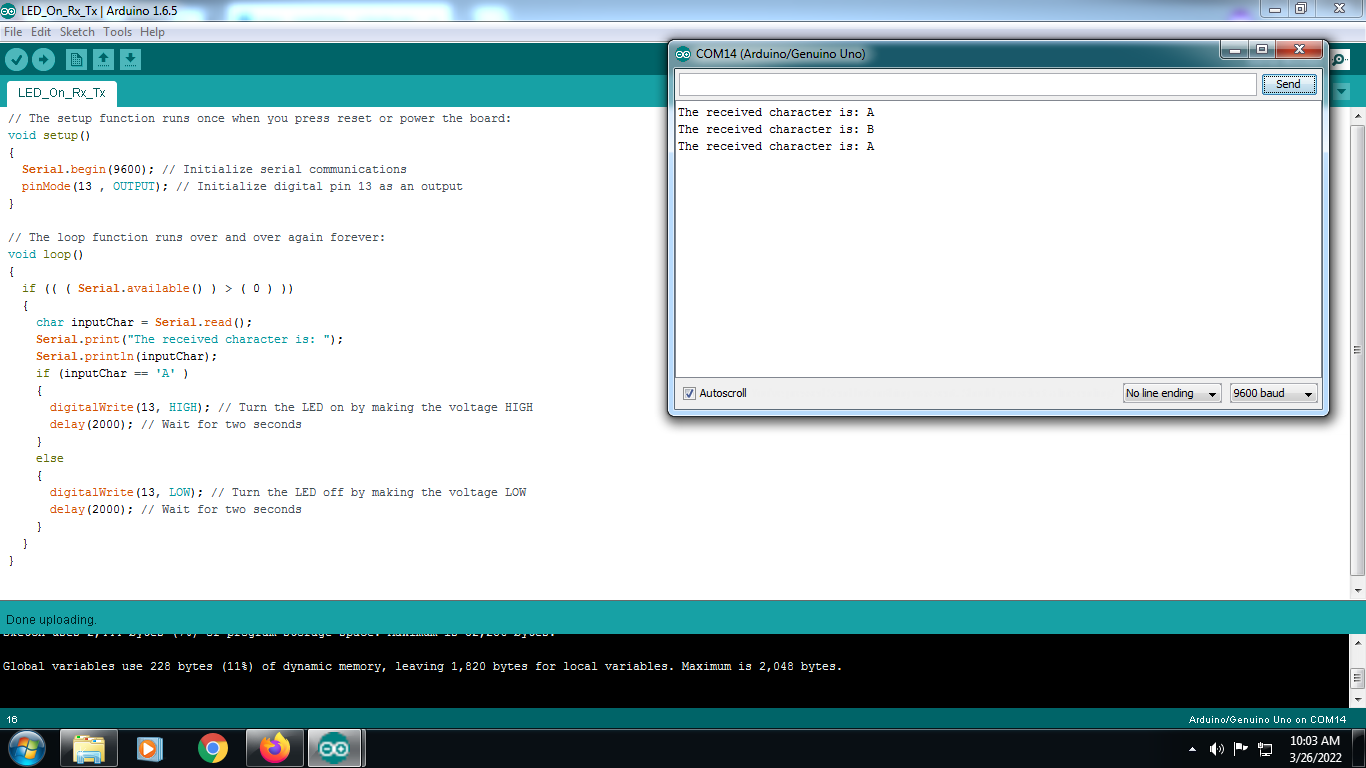 LED_On_Rx_Tx | Arduino 1.6.5
File Edit Sketch Tools Help
LED_On_Rx_Tx
// The setup function runs once when you press reset or power the board:
void setup()
{
  Serial.begin(9600); // Initialize serial communications
  pinMode(13 , OUTPUT); // Initialize digital pin 13 as an output
}
// The loop function runs over and over again forever:
void loop()
{
  if (( ( Serial.available() ) > ( 0 ) ))
  {
    char inputChar = Serial.read();
    Serial.print("The received character is: ");
    Serial.println(inputChar);
    if (inputChar == 'A' )
    {
      digitalWrite(13, HIGH); // Turn the LED on by making the voltage HIGH
      delay(2000); // Wait for two seconds
    }
    else
    {
      digitalWrite(13, LOW); // Turn the LED off by making the voltage LOW
      delay(2000); // Wait for two seconds
    }
  }
}
COM14 (Arduino/Genuino Uno)
Send
The received character is: A
The received character is: B
The received character is: A
Autoscroll
No line ending
9600 baud
Done uploading.
Global variables use 228 bytes (11%) of dynamic memory, leaving 1,820 bytes for local variables. Maximum is 2,048 bytes.
16
Arduino/Genuino Uno on COM14
10:03 AM
3/26/2022